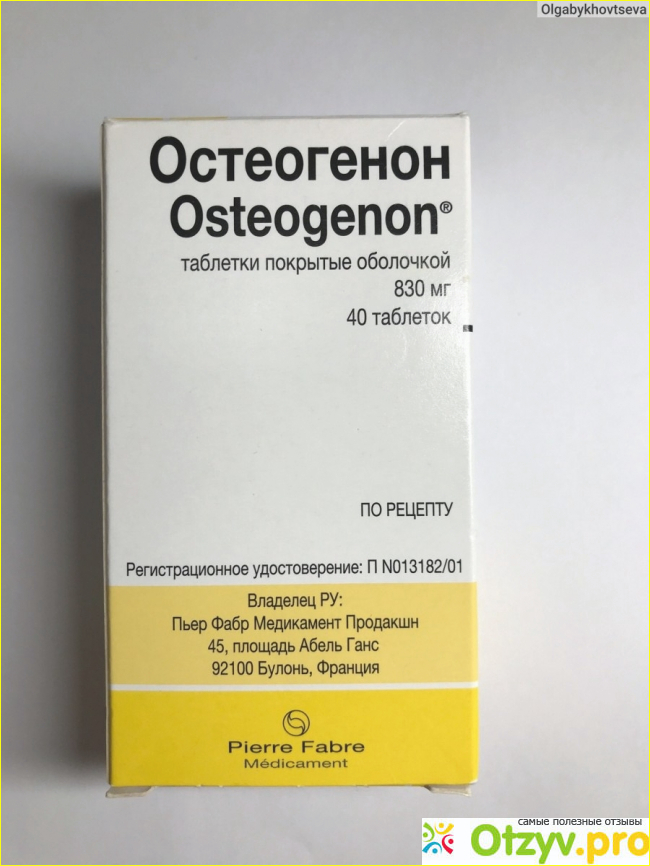 Olgabykhovtseva
Остеогенон
Osteogenon®
таблетки покрытые оболочкой
830 мг
40 таблеток
ПО РЕЦЕПТУ
Регистрационное удостоверение: П N013182/01
Владелец РУ:
Пьер Фабр Медикамент Продакшн
45, площадь Абель Ганс
92100 Булонь, Франция
Pierre Fabre
Médicament
самые полезные отзывы
Otzyv.pro